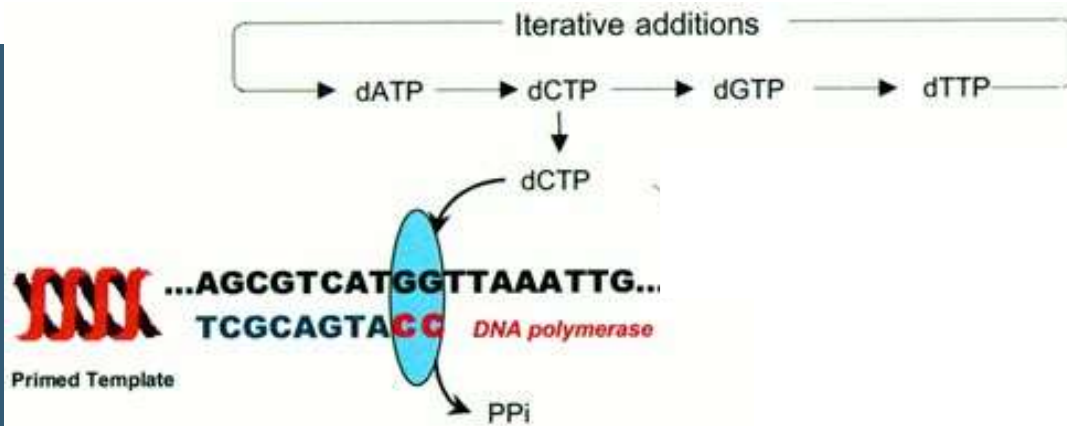 Iterative additions
dATP dCTP dGTP dTTP
dCTP
...AGCGTCATGGTTAAATTG...
TCGCAGTACC DNA polymerase
Primed Template
PPi